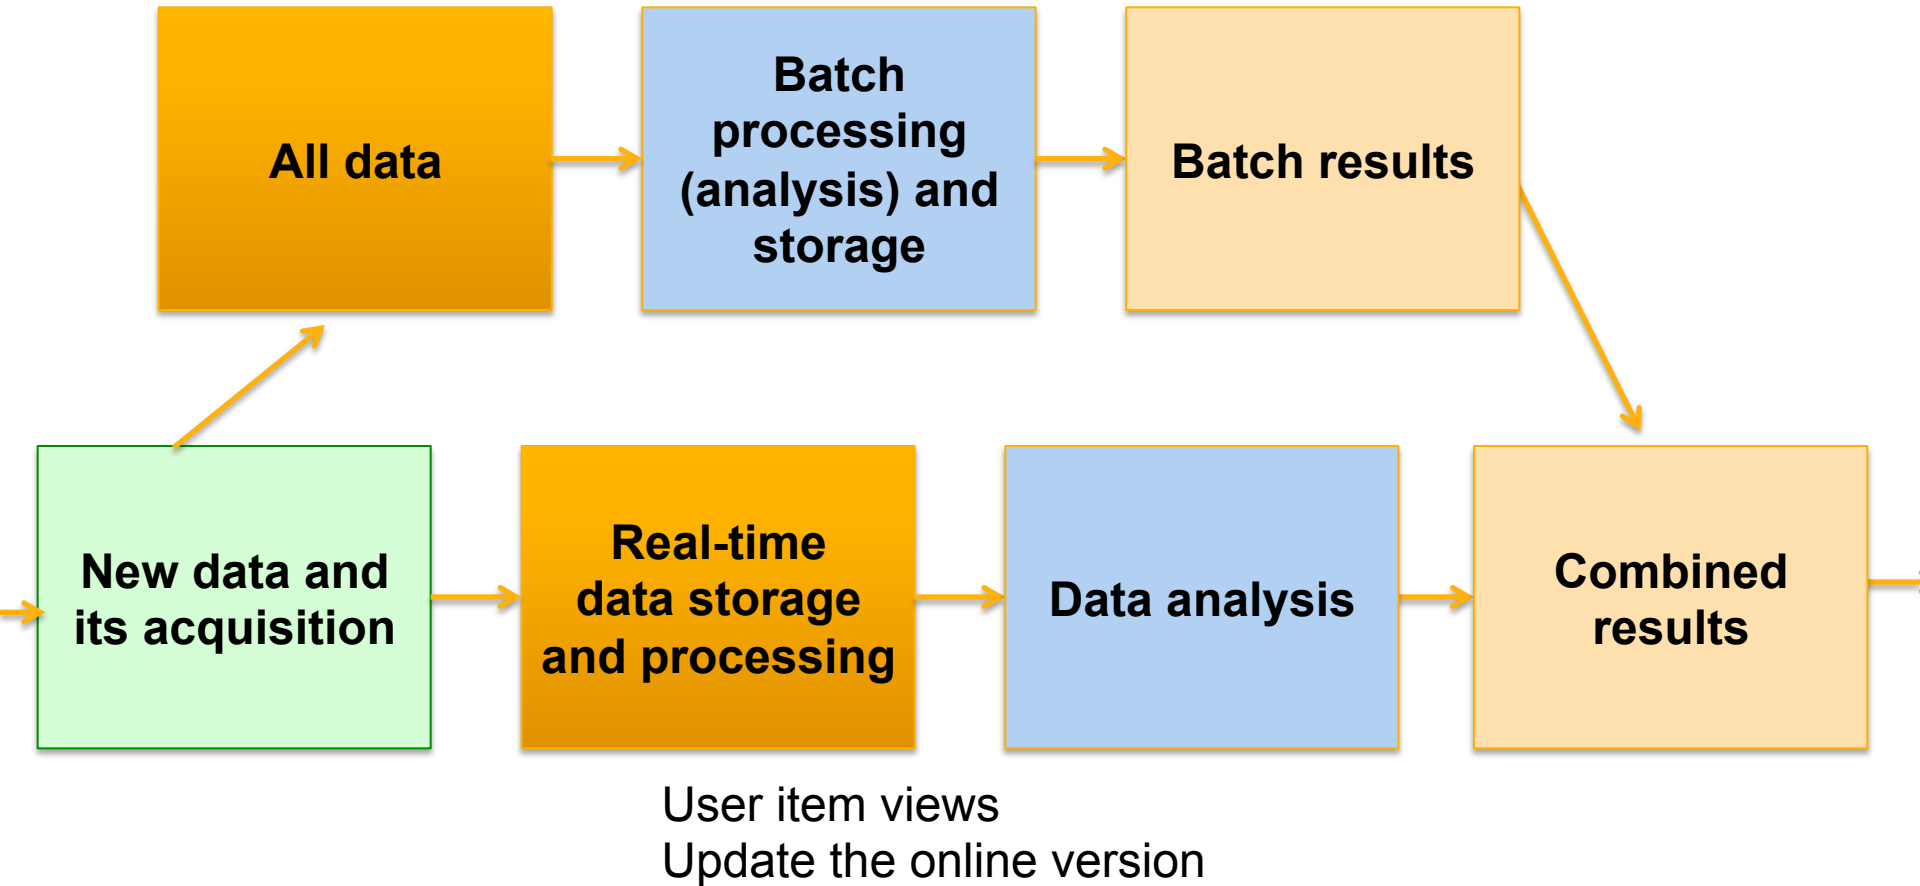 All data
Batch
processing
(analysis) and
storage
Batch results
New data and
its acquisition
Real-time
data storage
and processing
Data analysis
Combined
results
User item views
Update the online version